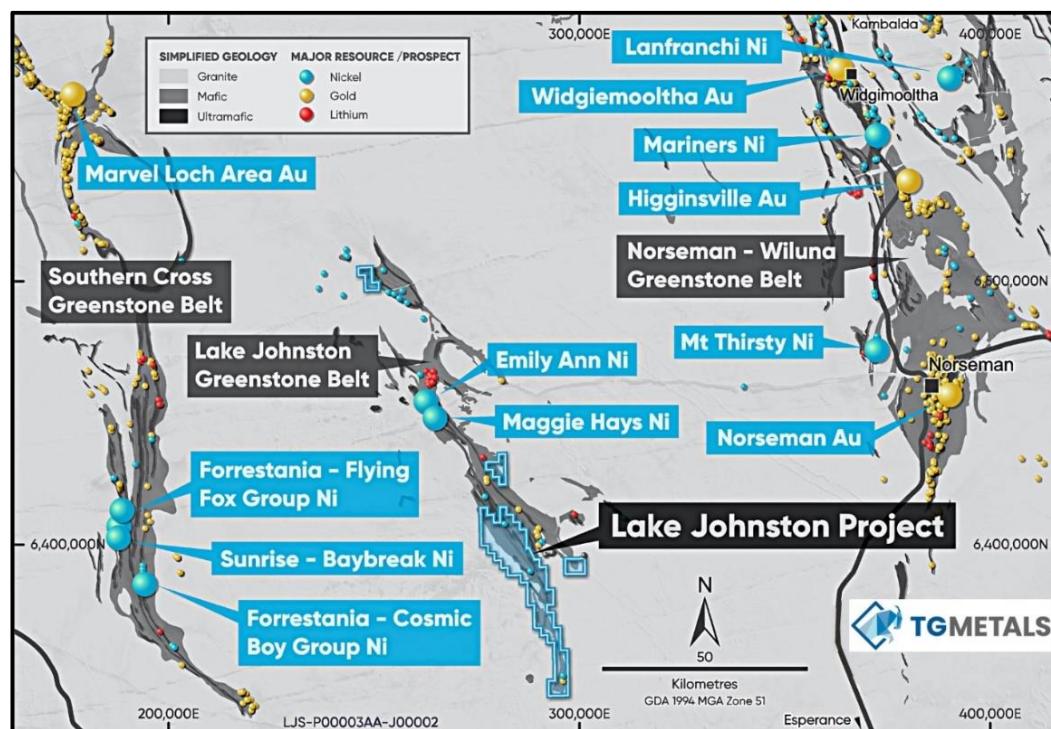 300,000E
Kambalda
400,000E
SIMPLIFIED GEOLOGY
Granite
Mafic
Ultramafic
MAJOR RESOURCE /PROSPECT
Nickel
Gold
Lithium
Lanfranchi Ni
Widgiemooltha Au
Widgimooltha
Mariners Ni
Marvel Loch Area Au
Higginsville Au
Norseman - Wiluna
Greenstone Belt
Southern Cross
Greenstone Belt
6,500,000N
Lake Johnston
Greenstone Belt
Emily Ann Ni
Mt Thirsty Ni
Norseman
Maggie Hays Ni
Norseman Au
Forrestania - Flying
Fox Group Ni
Lake Johnston Project
6,400,000N
Sunrise - Baybreak Ni
6,400,000N
Forrestania - Cosmic
Boy Group Ni
N
50
Kilometres
GDA 1994 MGA Zone 51
TGMETALS
200,000E
LJS-P00003AA-J00002
300,000E
Esperance
400,000E